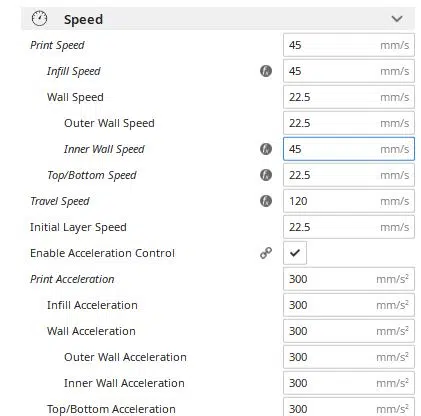 Speed
Print Speed 45 mm/s
Infill Speed 45 mm/s
Wall Speed 22.5 mm/s
Outer Wall Speed 22.5 mm/s
Inner Wall Speed 45 mm/s
Top/Bottom Speed 22.5 mm/s
Travel Speed 120 mm/s
Initial Layer Speed 22.5 mm/s
Enable Acceleration Control
Print Acceleration 300 mm/s²
Infill Acceleration 300 mm/s²
Wall Acceleration 300 mm/s²
Outer Wall Acceleration 300 mm/s²
Inner Wall Acceleration 300 mm/s²
Top/Bottom Acceleration 300 mm/s²